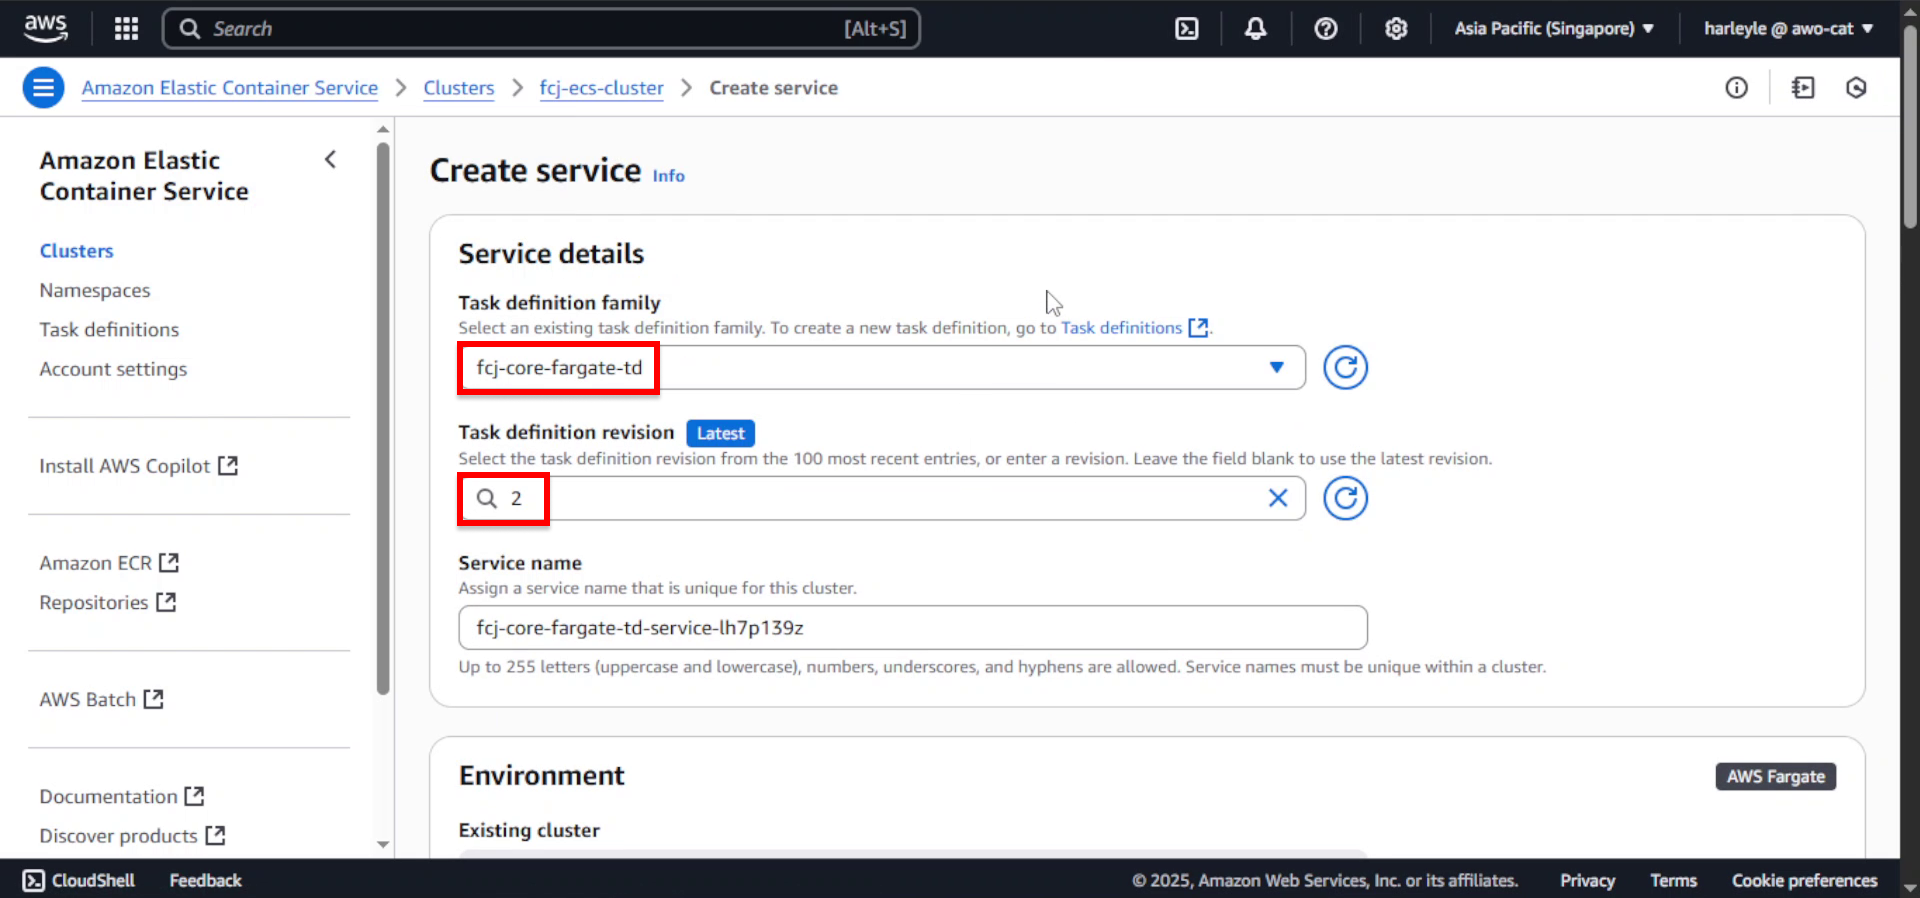 aws
Search
[Alt+S]
Asia Pacific (Singapore)
harleyle @ awo-cat
Amazon Elastic Container Service
Clusters
fcj-ecs-cluster
Create service
Amazon Elastic
Container Service
Clusters
Namespaces
Task definitions
Account settings
Install AWS Copilot
Amazon ECR
Repositories
AWS Batch
Documentation
Discover products
Create service Info
Service details
Task definition family
Select an existing task definition family. To create a new task definition, go to Task definitions.
fcj-core-fargate-td
Task definition revision Latest
Select the task definition revision from the 100 most recent entries, or enter a revision. Leave the field blank to use the latest revision.
2
Service name
Assign a service name that is unique for this cluster.
fcj-core-fargate-td-service-lh7p139z
Up to 255 letters (uppercase and lowercase), numbers, underscores, and hyphens are allowed. Service names must be unique within a cluster.
Environment
AWS Fargate
Existing cluster
CloudShell
Feedback
© 2025, Amazon Web Services, Inc. or its affiliates.
Privacy
Terms
Cookie preferences